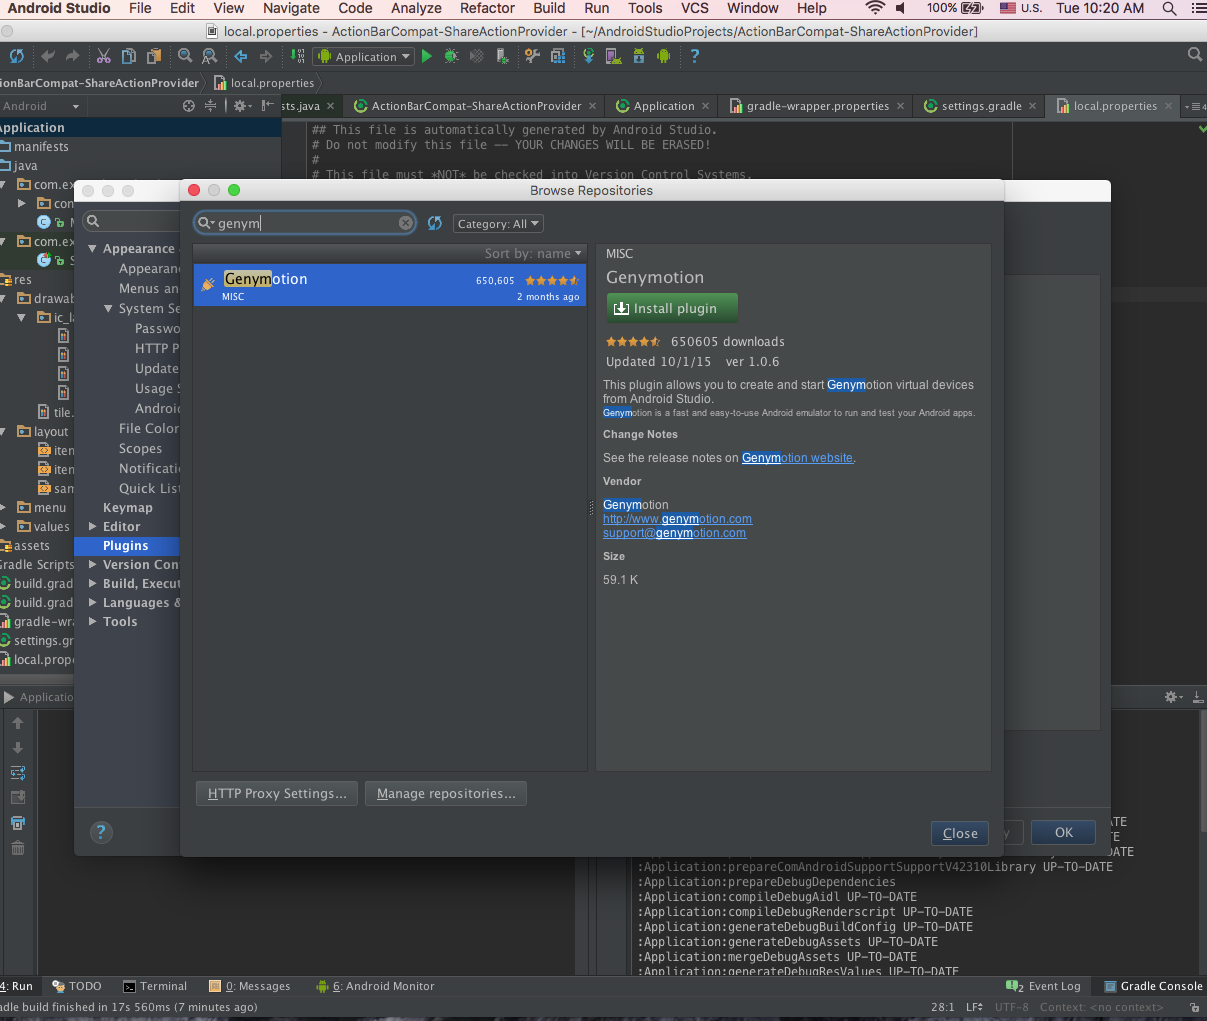 Android Studio File Edit View Navigate Code Analyze Refactor Build Run Tools VCS Window Help 100% U.S. Tue 10:20 AM
local.properties - ActionBarCompat-ShareActionProvider - [~/AndroidStudioProjects/ActionBarCompat-ShareActionProvider]
Application
ionBarCompat-ShareActionProvider local.properties
Android sts.java ActionBarCompat-ShareActionProvider Application gradle-wrapper.properties settings.gradle local.properties
Application
manifests
java
com.ex
con
com.ex
res
drawab
ic_la
tile.
layout
iten
iten
sam
menu
values
assets
Gradle Scripts
build.grad
build.grad
gradle-wra
settings.gr
local.prope
## This file is automatically generated by Android Studio.
# Do not modify this file -- YOUR CHANGES WILL BE ERASED!
#
# This file must *NOT* be checked into Version Control Systems,
Appearance
Appearan
Menus an
System Se
Passwo
HTTP P
Update
Usage S
Androi
File Color
Scopes
Notificati
Quick List
Keymap
Editor
Plugins
Version Con
Build, Execut
Languages &
Tools
Browse Repositories
genym
Category: All
Sort by: name
Genymotion 650,605
MISC 2 months ago
MISC
Genymotion
Install plugin
650605 downloads
Updated 10/1/15 ver 1.0.6
This plugin allows you to create and start Genymotion virtual devices
from Android Studio.
Genymotion is a fast and easy-to-use Android emulator to run and test your Android apps.
Change Notes
See the release notes on Genymotion website.
Vendor
Genymotion
http://www.genymotion.com
support@genymotion.com
Size
59.1 K
HTTP Proxy Settings... Manage repositories...
Close
y OK
Applicatio
ATE
TE
DATE
:Application:prepareComAndroidSupportSupportV42310Library UP-TO-DATE
:Application:prepareDebugDependencies
:Application:compileDebugAidl UP-TO-DATE
:Application:compileDebugRenderscript UP-TO-DATE
:Application:generateDebugBuildConfig UP-TO-DATE
:Application:generateDebugAssets UP-TO-DATE
:Application:mergeDebugAssets UP-TO-DATE
:Application:generateDebugResValues UP-TO-DATE
4: Run TODO Terminal 0: Messages 6: Android Monitor 2 Event Log Gradle Console
adle build finished in 17s 560ms (7 minutes ago) 28:1 LF UTF-8 Context: <no context>